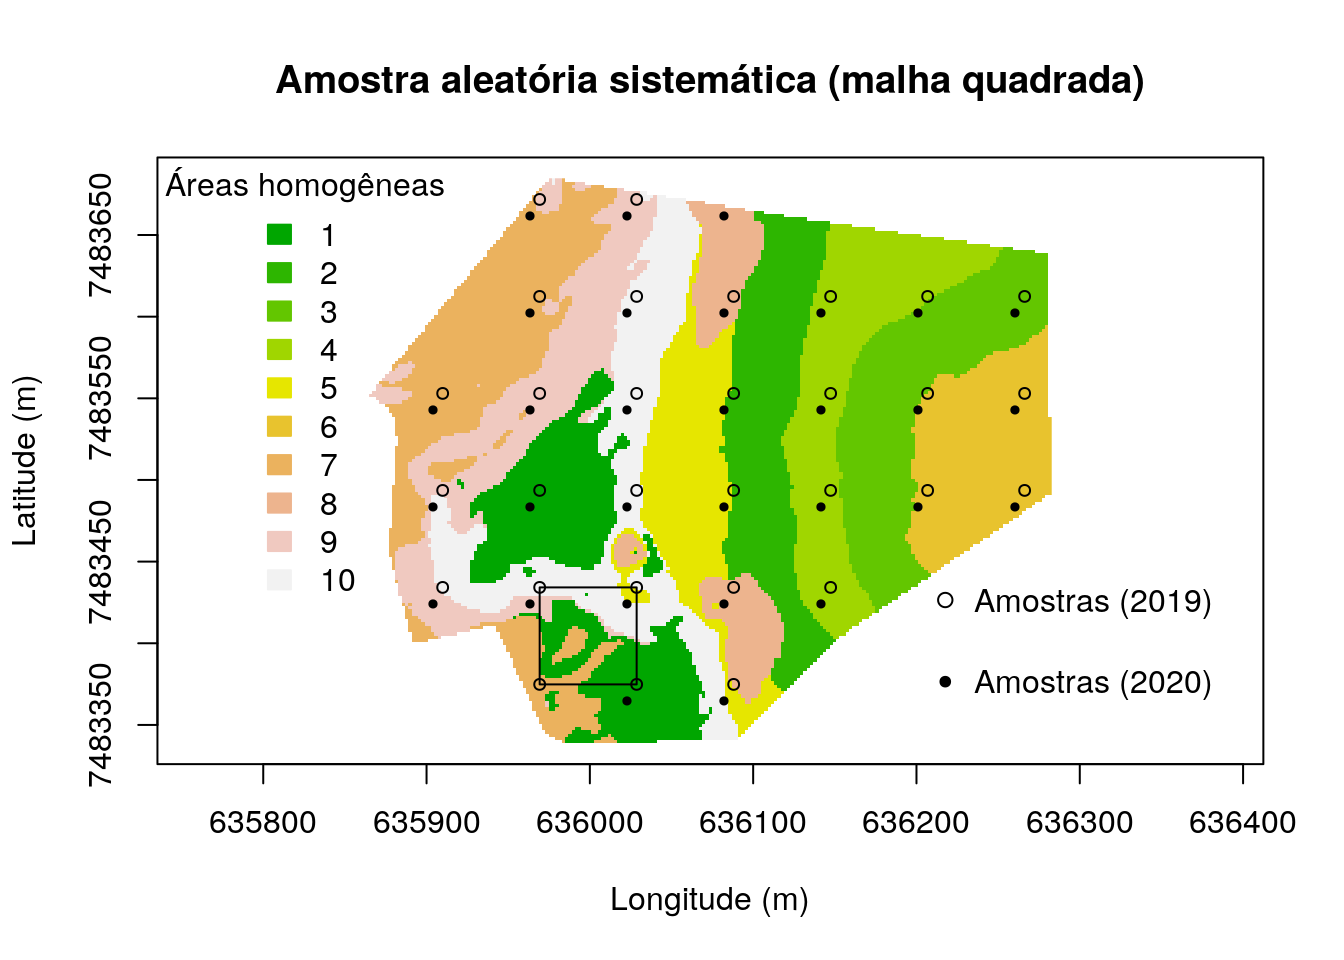 Amostra aleatória sistemática (malha quadrada)
Áreas homogêneas
1
2
3
4
5
6
7
8
9
10
Amostras (2019)
Amostras (2020)
Latitude (m)
7483650
7483550
7483450
7483350
635800 635900 636000 636100 636200 636300 636400
Longitude (m)